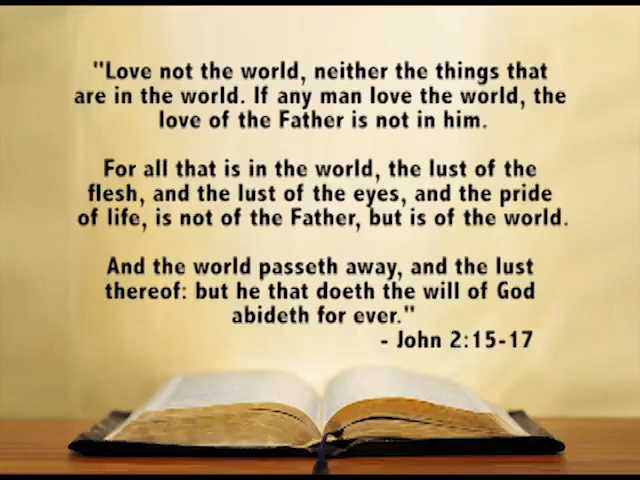 "Love not the world, neither the things that
are in the world. If any man love the world, the
love of the Father is not in him.
For all that is in the world, the lust of the
flesh, and the lust of the eyes, and the pride
of life, is not of the Father, but is of the world.
And the world passeth away, and the lust
thereof: but he that doeth the will of God
abideth for ever."
- John 2:15-17